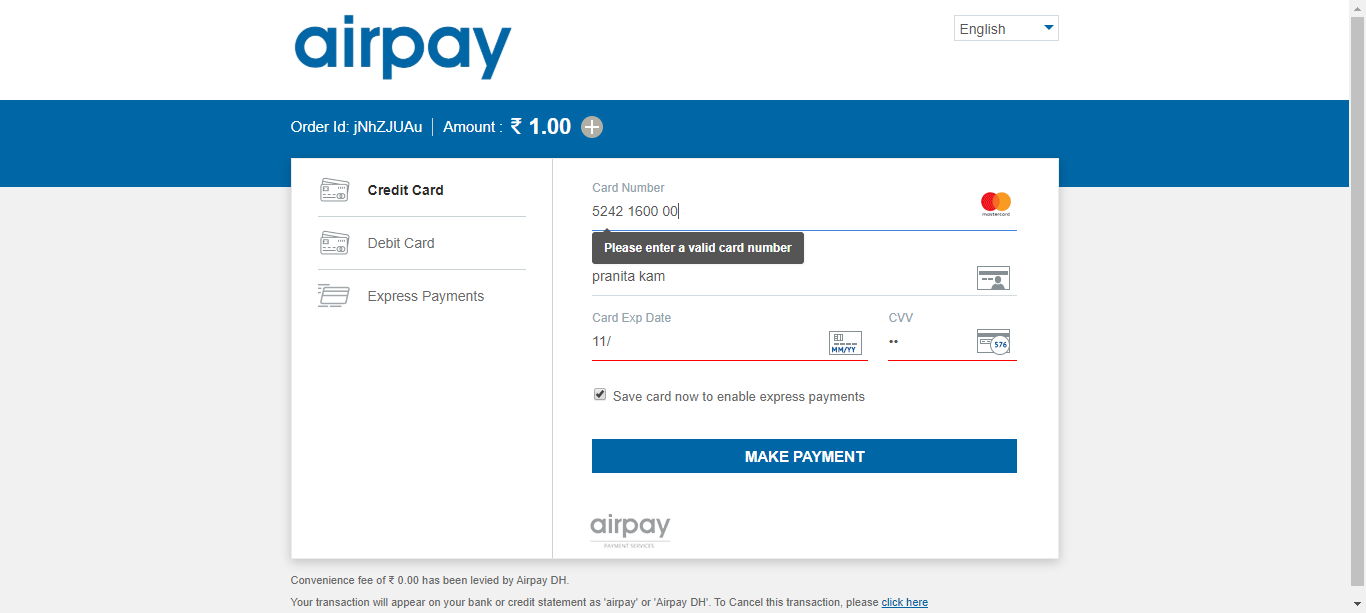 airpay
English
Order Id: jNhZJUAu | Amount : ₹ 1.00
Credit Card
Debit Card
Express Payments
Card Number
5242 1600 00
mastercard
Please enter a valid card number
pranita kam
Card Exp Date
11/
MM/YY
CVV
••
576
Save card now to enable express payments
MAKE PAYMENT
airpay
PAYMENT SERVICES
Convenience fee of ₹ 0.00 has been levied by Airpay DH.
Your transaction will appear on your bank or credit statement as 'airpay' or 'Airpay DH'. To Cancel this transaction, please click here